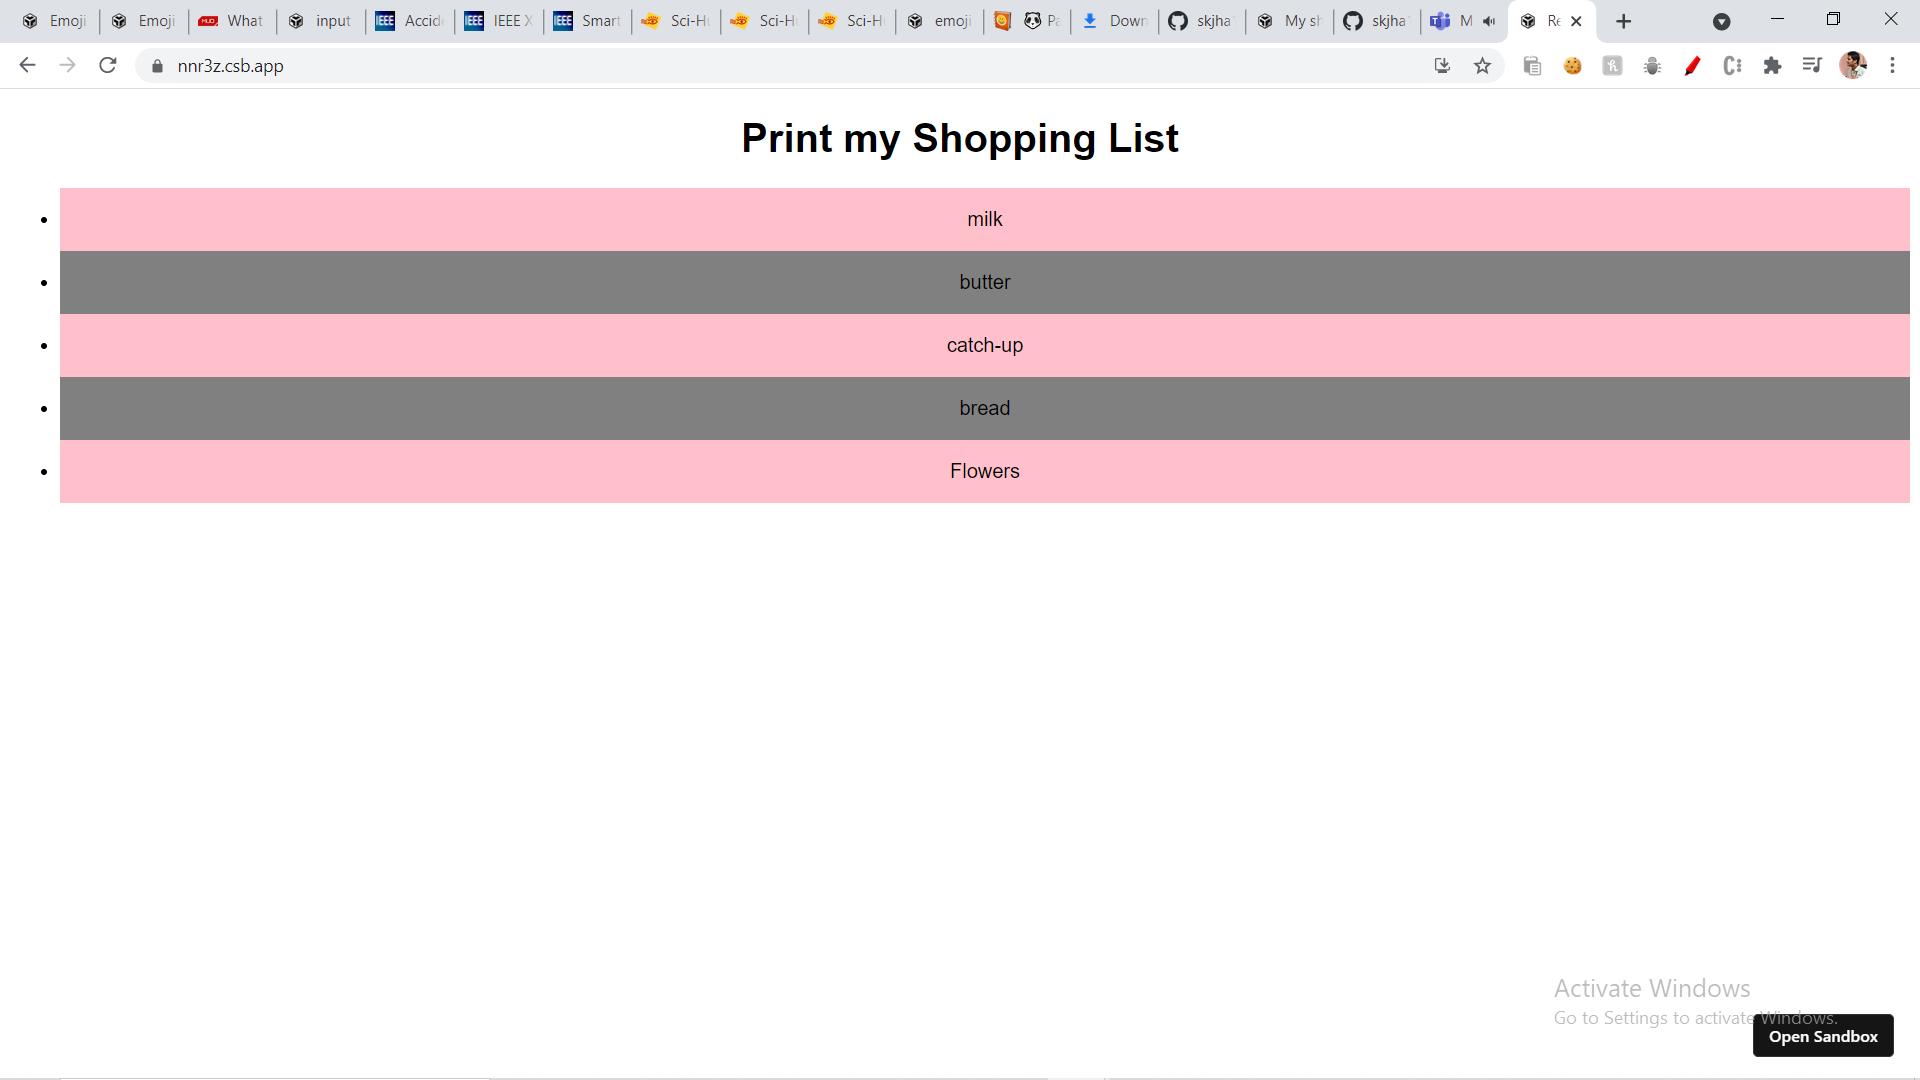 Emoji
Emoji
What
input
Accid
IEEE X
Smart
Sci-H
Sci-H
Sci-H
emoji
Pa
Down
skjha
My sh
skjha
M
Re
nnr3z.csb.app
Print my Shopping List
milk
butter
catch-up
bread
Flowers
Activate Windows
Go to Settings to activate Windows.
Open Sandbox